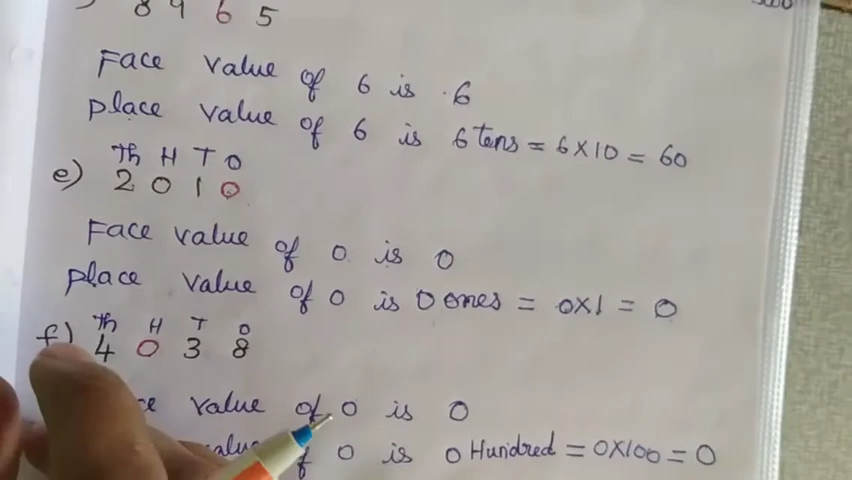 8 9 6 5
Face value of 6 is 6
place value of 6 is 6 tens = 6×10 = 60
Th H T O
e) 2 0 1 0
Face value of 0 is 0
place value of 0 is 0 ones = 0×1 = 0
Th H T O
f) 4 0 3 8
value of 0 is 0
of 0 is 0 Hundred = 0×100 = 0